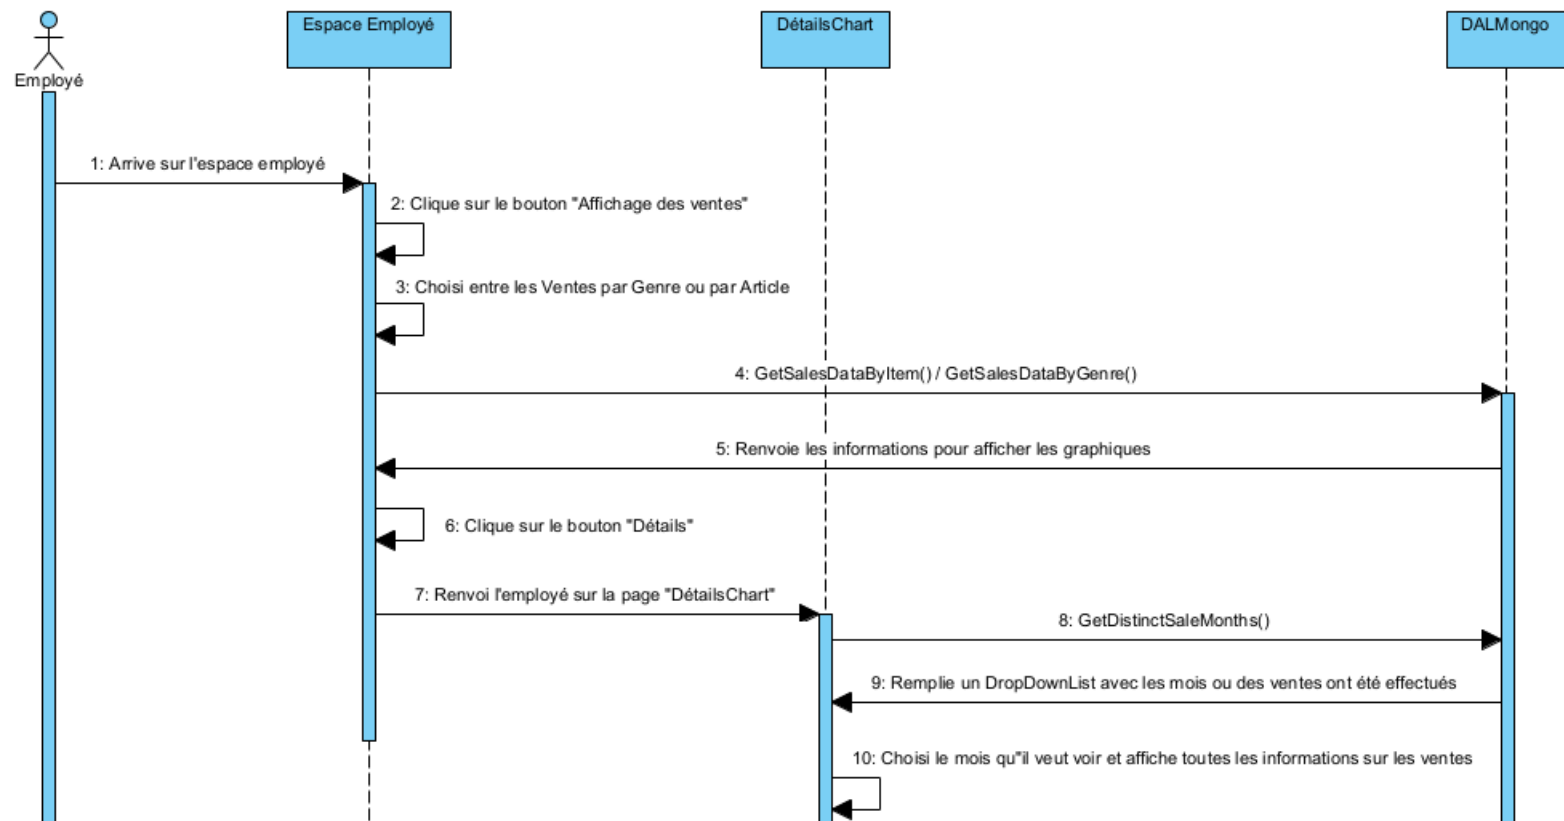 Espace Employé
DétailsChart
DALMongo
Employé
1: Arrive sur l'espace employé
2: Clique sur le bouton "Affichage des ventes"
3: Choisi entre les Ventes par Genre ou par Article
4: GetSalesDataByItem() / GetSalesDataByGenre()
5: Renvoie les informations pour afficher les graphiques
6: Clique sur le bouton "Détails"
7: Renvoi l'employé sur la page "DétailsChart"
8: GetDistinctSaleMonths()
9: Remplie un DropDownList avec les mois ou des ventes ont été effectués
10: Choisi le mois qu"il veut voir et affiche toutes les informations sur les ventes